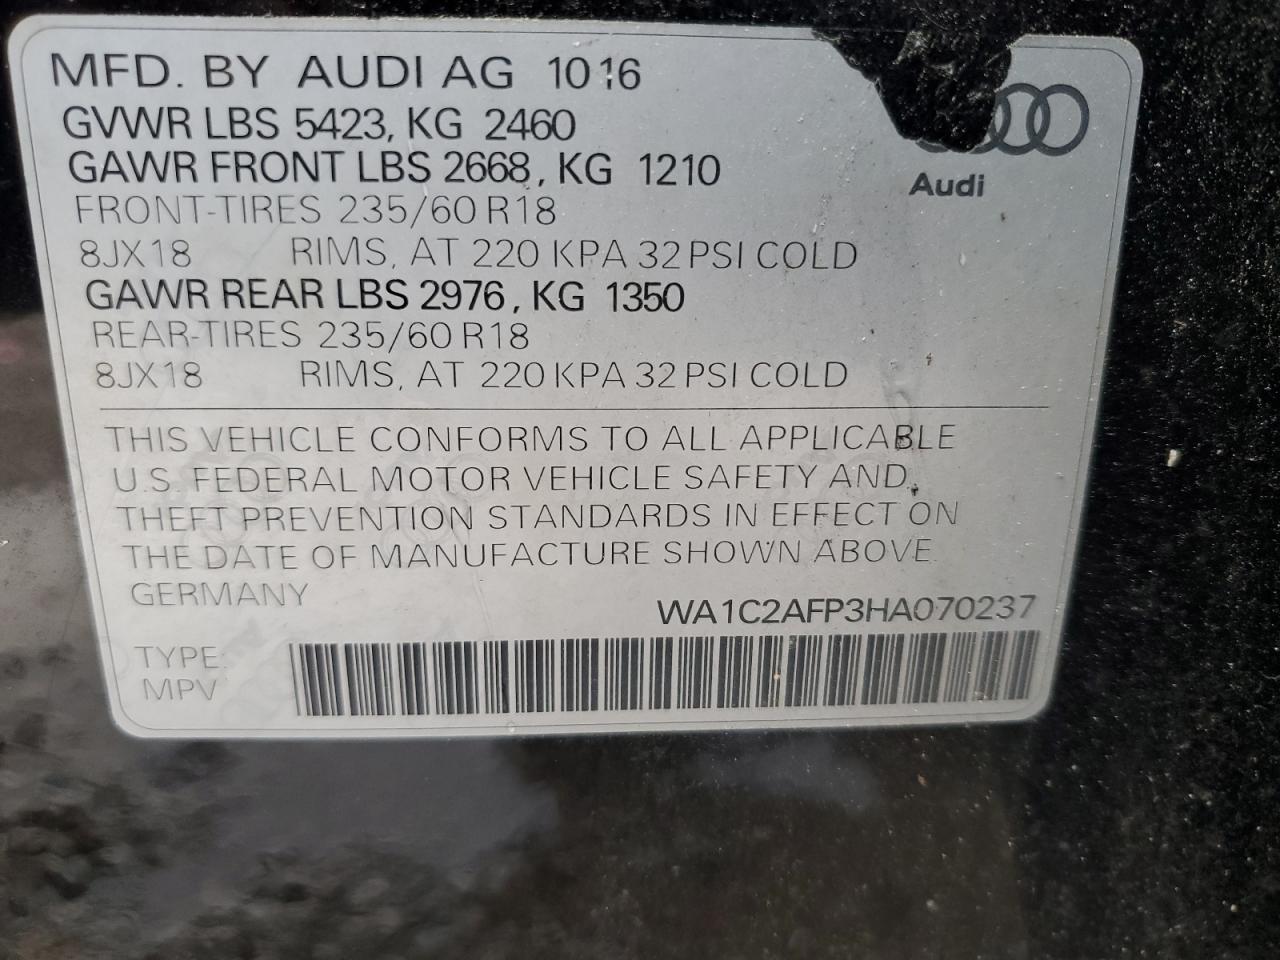 MFD. BY AUDI AG 10 16
GVWR LBS 5423, KG 2460
GAWR FRONT LBS 2668, KG 1210
Audi
FRONT-TIRES 235/60 R18
8JX18 RIMS, AT 220 KPA 32 PSI COLD
GAWR REAR LBS 2976, KG 1350
REAR-TIRES 235/60 R18
8JX18 RIMS, AT 220 KPA 32 PSI COLD
THIS VEHICLE CONFORMS TO ALL APPLICABLE
U.S. FEDERAL MOTOR VEHICLE SAFETY AND
THEFT PREVENTION STANDARDS IN EFFECT ON
THE DATE OF MANUFACTURE SHOWN ABOVE.
GERMANY
WA1C2AFP3HA070237
TYPE:
MPV